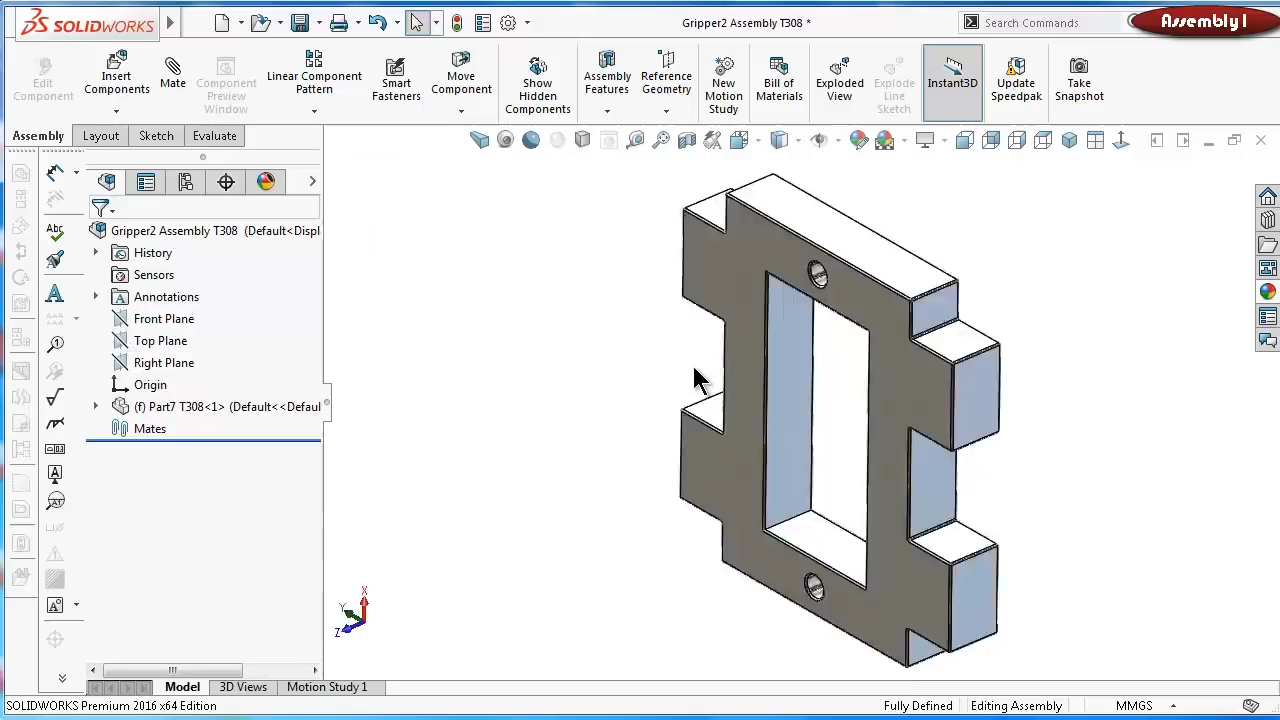 SOLIDWORKS
Gripper2 Assembly T308 *
Search Commands
Assembly1
Edit
Component
Insert
Components
Mate
Component
Preview
Window
Linear Component
Pattern
Smart
Fasteners
Move
Component
Show
Hidden
Components
Assembly
Features
Reference
Geometry
New
Motion
Study
Bill of
Materials
Exploded
View
Explode
Line
Sketch
Instant3D
Update
Speedpak
Take
Snapshot
Assembly
Layout
Sketch
Evaluate
Gripper2 Assembly T308 (Default<Displ
History
Sensors
Annotations
Front Plane
Top Plane
Right Plane
Origin
(f) Part7 T308<1> (Default<<Defaul
Mates
Abc
X
Y
Z
Model
3D Views
Motion Study 1
SOLIDWORKS Premium 2016 x64 Edition
Fully Defined
Editing Assembly
MMGS